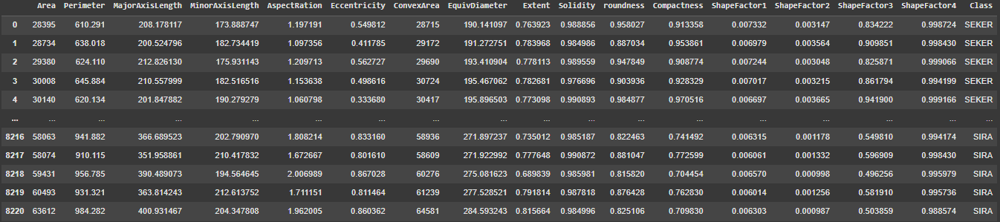 Area Perimeter MajorAxisLength MinorAxisLength AspectRation Eccentricity ConvexArea EquivDiameter Extent Solidity roundness Compactness ShapeFactor1 ShapeFactor2 ShapeFactor3 ShapeFactor4 Class
0 28395 610.291 208.178117 173.888747 1.197191 0.549812 28715 190.141097 0.763923 0.988856 0.958027 0.913358 0.007332 0.003147 0.834222 0.998724 SEKER
1 28734 638.018 200.524796 182.734419 1.097356 0.411785 29172 191.272751 0.783968 0.984986 0.887034 0.953861 0.006979 0.003564 0.909851 0.998430 SEKER
2 29380 624.110 212.826130 175.931143 1.209713 0.562727 29690 193.410904 0.778113 0.989559 0.947849 0.908774 0.007244 0.003048 0.825871 0.999066 SEKER
3 30008 645.884 210.557999 182.516516 1.153638 0.498616 30724 195.467062 0.782681 0.976696 0.903936 0.928329 0.007017 0.003215 0.861794 0.994199 SEKER
4 30140 620.134 201.847882 190.279279 1.060798 0.333680 30417 195.896503 0.773098 0.990893 0.984877 0.970516 0.006697 0.003665 0.941900 0.999166 SEKER
... ... ... ... ... ... ... ... ... ... ... ... ... ... ... ... ... ...
8216 58063 941.882 366.689523 202.790970 1.808214 0.833160 58936 271.897237 0.735012 0.985187 0.822463 0.741492 0.006315 0.001178 0.549810 0.994174 SIRA
8217 58074 910.115 351.958861 210.417832 1.672667 0.801610 58609 271.922992 0.777648 0.990872 0.881047 0.772599 0.006061 0.001332 0.596909 0.998430 SIRA
8218 59431 956.785 390.489073 194.564645 2.006989 0.867028 60276 275.081623 0.689839 0.985981 0.815820 0.704454 0.006570 0.000998 0.496256 0.995979 SIRA
8219 60493 931.321 363.814243 212.613752 1.711151 0.811464 61239 277.528521 0.791814 0.987818 0.876428 0.762830 0.006014 0.001256 0.581910 0.995736 SIRA
8220 63612 984.282 400.931467 204.347808 1.962005 0.860362 64581 284.593243 0.815664 0.984996 0.825106 0.709830 0.006303 0.000987 0.503859 0.988574 SIRA